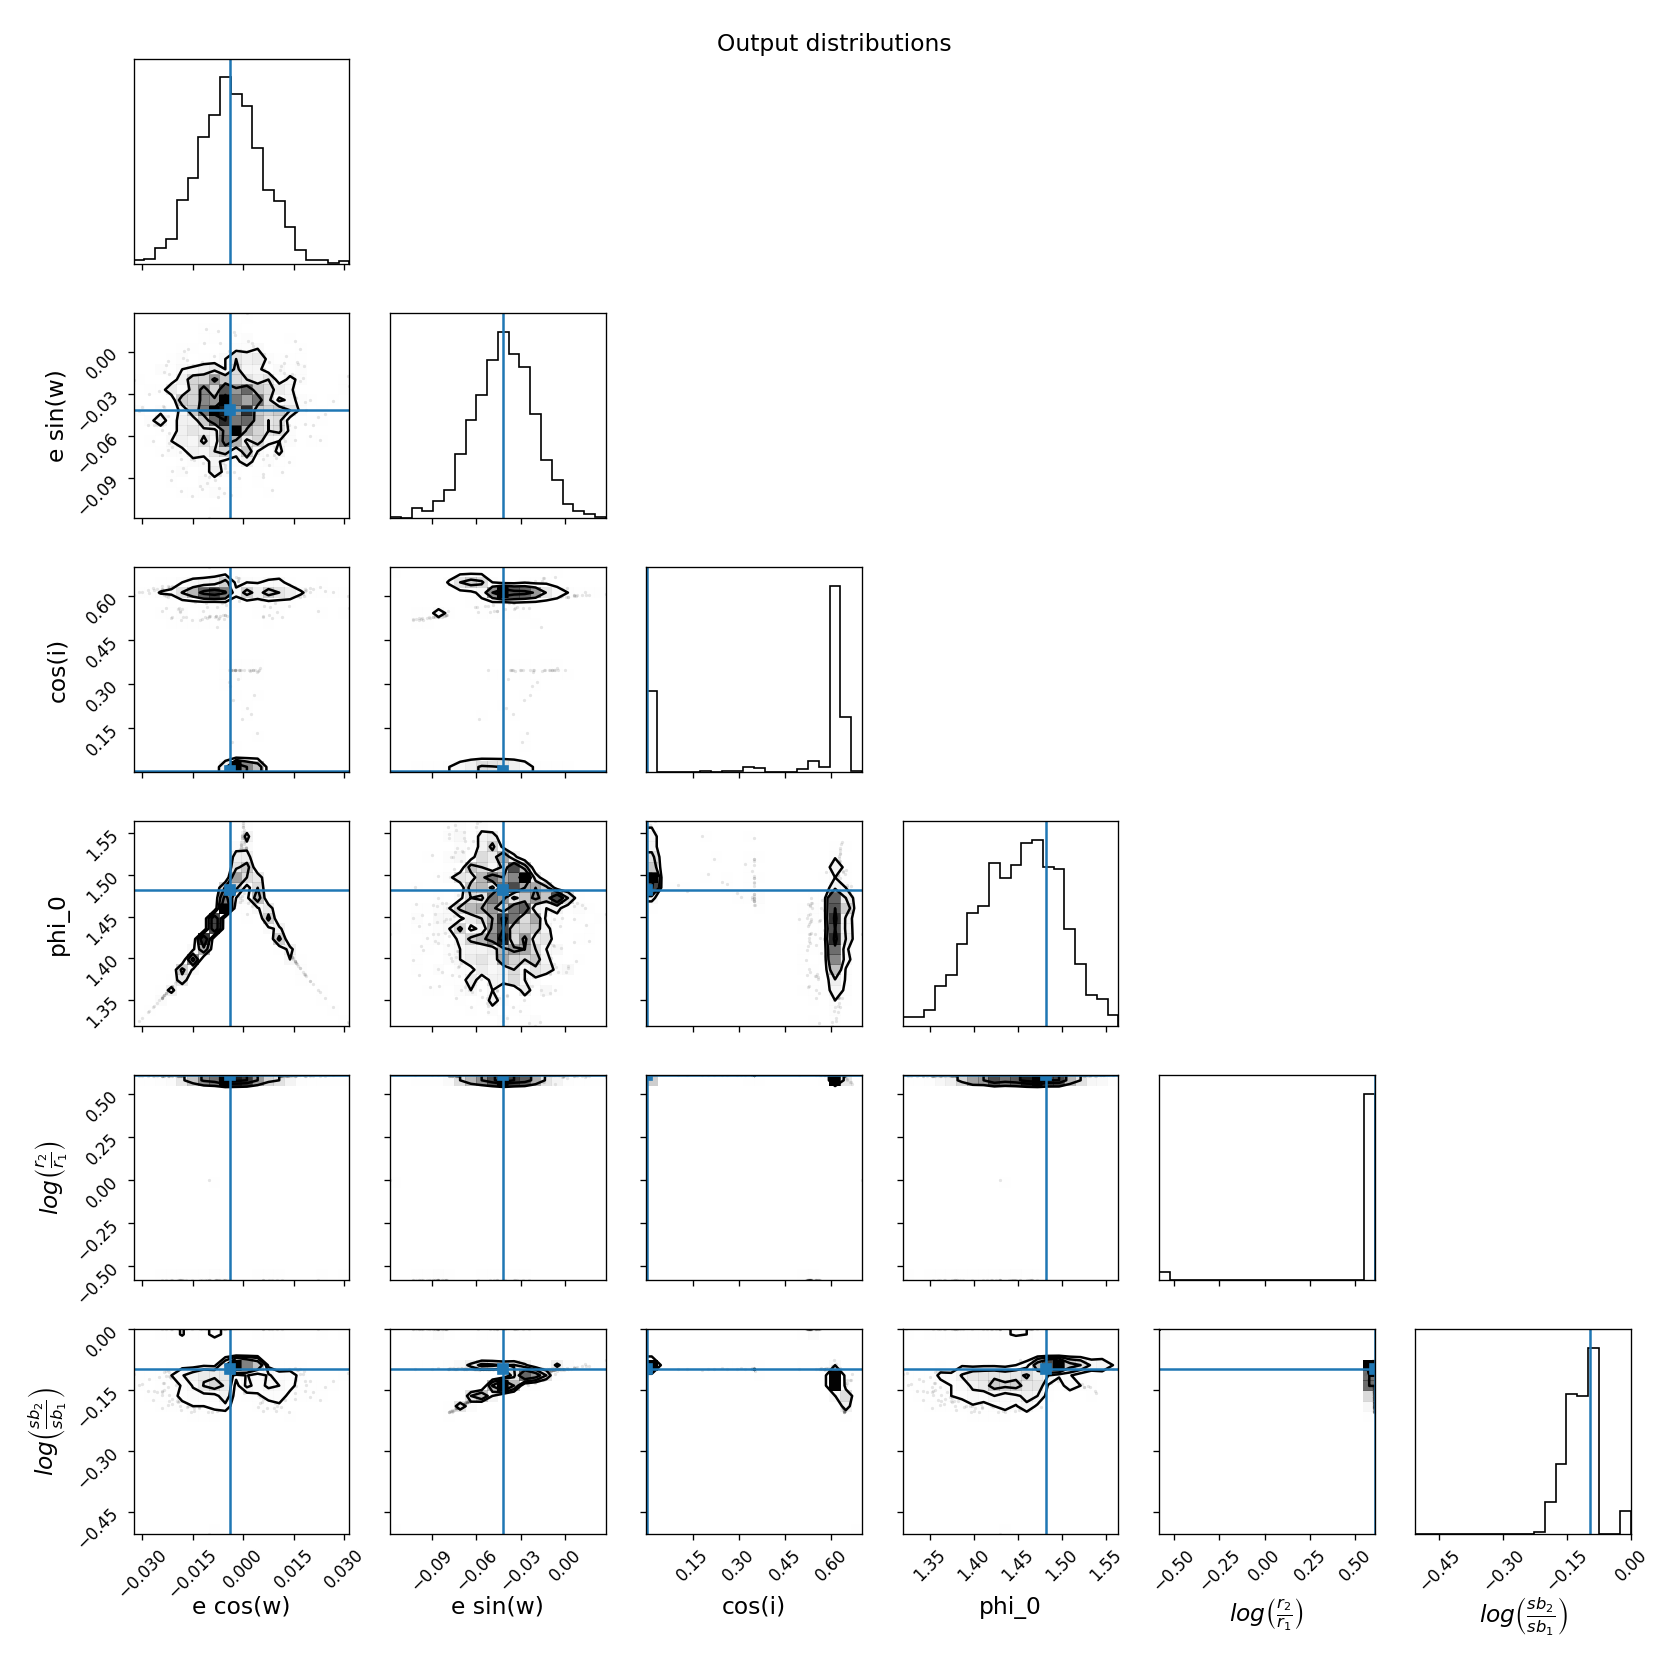 Output distributions
e sin(w)
0.00
−0.03
−0.06
−0.09
cos(i)
0.60
0.45
0.30
0.15
phi_0
1.55
1.50
1.45
1.40
1.35
log(r2/r1)
0.50
0.25
0.00
−0.25
−0.50
log(sb2/sb1)
0.00
−0.15
−0.30
−0.45
−0.030 −0.015 0.000 0.015 0.030 −0.09 −0.06 −0.03 0.00 0.15 0.30 0.45 0.60 1.35 1.40 1.45 1.50 1.55 −0.50 −0.25 0.00 0.25 0.50 −0.45 −0.30 −0.15 0.00
e cos(w) e sin(w) cos(i) phi_0 log(r2/r1) log(sb2/sb1)